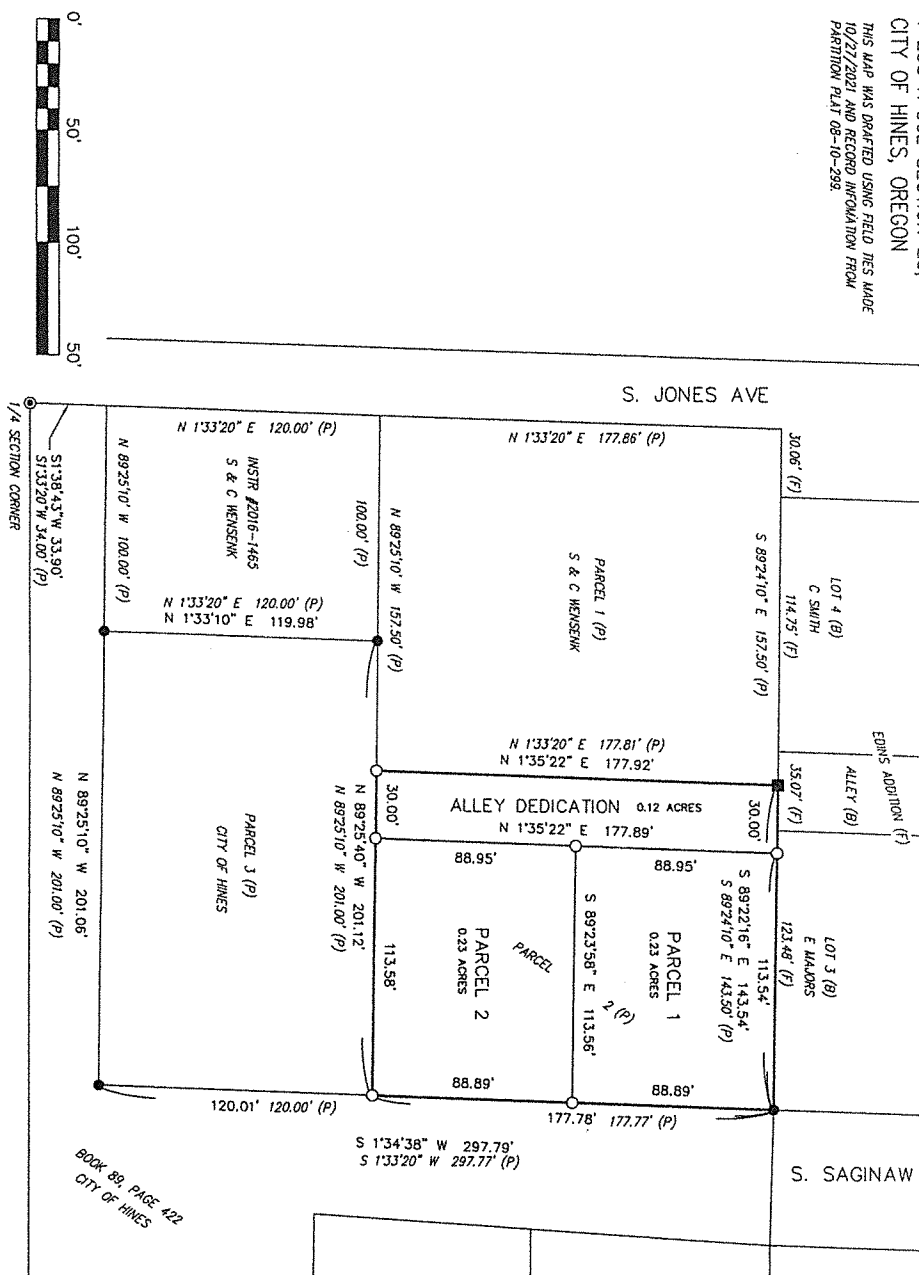 CITY OF HINES, OREGON
THIS MAP WAS DRAFTED USING FIELD TIES MADE
10/27/2021 AND RECORD INFOMATION FROM
PARTITION PLAT 08-10-299.
0'
50'
100'
50'
S. JONES AVE
30.06' (F)
LOT 4 (B)
C SMITH
114.75' (F)
EDINS ADDITION (F)
ALLEY (B)
35.07' (F)
LOT 3 (B)
E MAJORS
123.48' (F)
N 1°33'20" E 120.00' (P)
N 1°33'20" E 177.86' (P)
S 89°24'10" E 157.50' (P)
PARCEL 1 (P)
S & C WENSENK
INSTR #2016-1465
S & C WENSENK
N 89°25'10" W 157.50' (P)
100.00' (P)
N 89°25'10" W 100.00' (P)
N 1°33'20" E 120.00' (P)
N 1°33'10" E 119.98'
S1°38'43"W 33.90'
S1°33'20"W 34.00' (P)
1/4 SECTION CORNER
N 1°33'20" E 177.81' (P)
N 1°35'22" E 177.92'
ALLEY DEDICATION 0.12 ACRES
N 1°35'22" E 177.89'
30.00'
30.00'
88.95'
88.95'
113.54'
S 89°22'16" E 143.54'
S 89°24'10" E 143.50' (P)
PARCEL 1
0.23 ACRES
PARCEL 2 (P)
S 89°23'58" E 113.56'
PARCEL 2
0.23 ACRES
113.58'
N 89°25'40" W 201.12'
N 89°25'10" W 201.00' (P)
PARCEL 3 (P)
CITY OF HINES
N 89°25'10" W 201.06'
N 89°25'10" W 201.00' (P)
88.89'
88.89'
120.01' 120.00' (P)
177.78' 177.77' (P)
S 1°34'38" W 297.79'
S 1°33'20" W 297.77' (P)
S. SAGINAW
BOOK 89, PAGE 422
CITY OF HINES